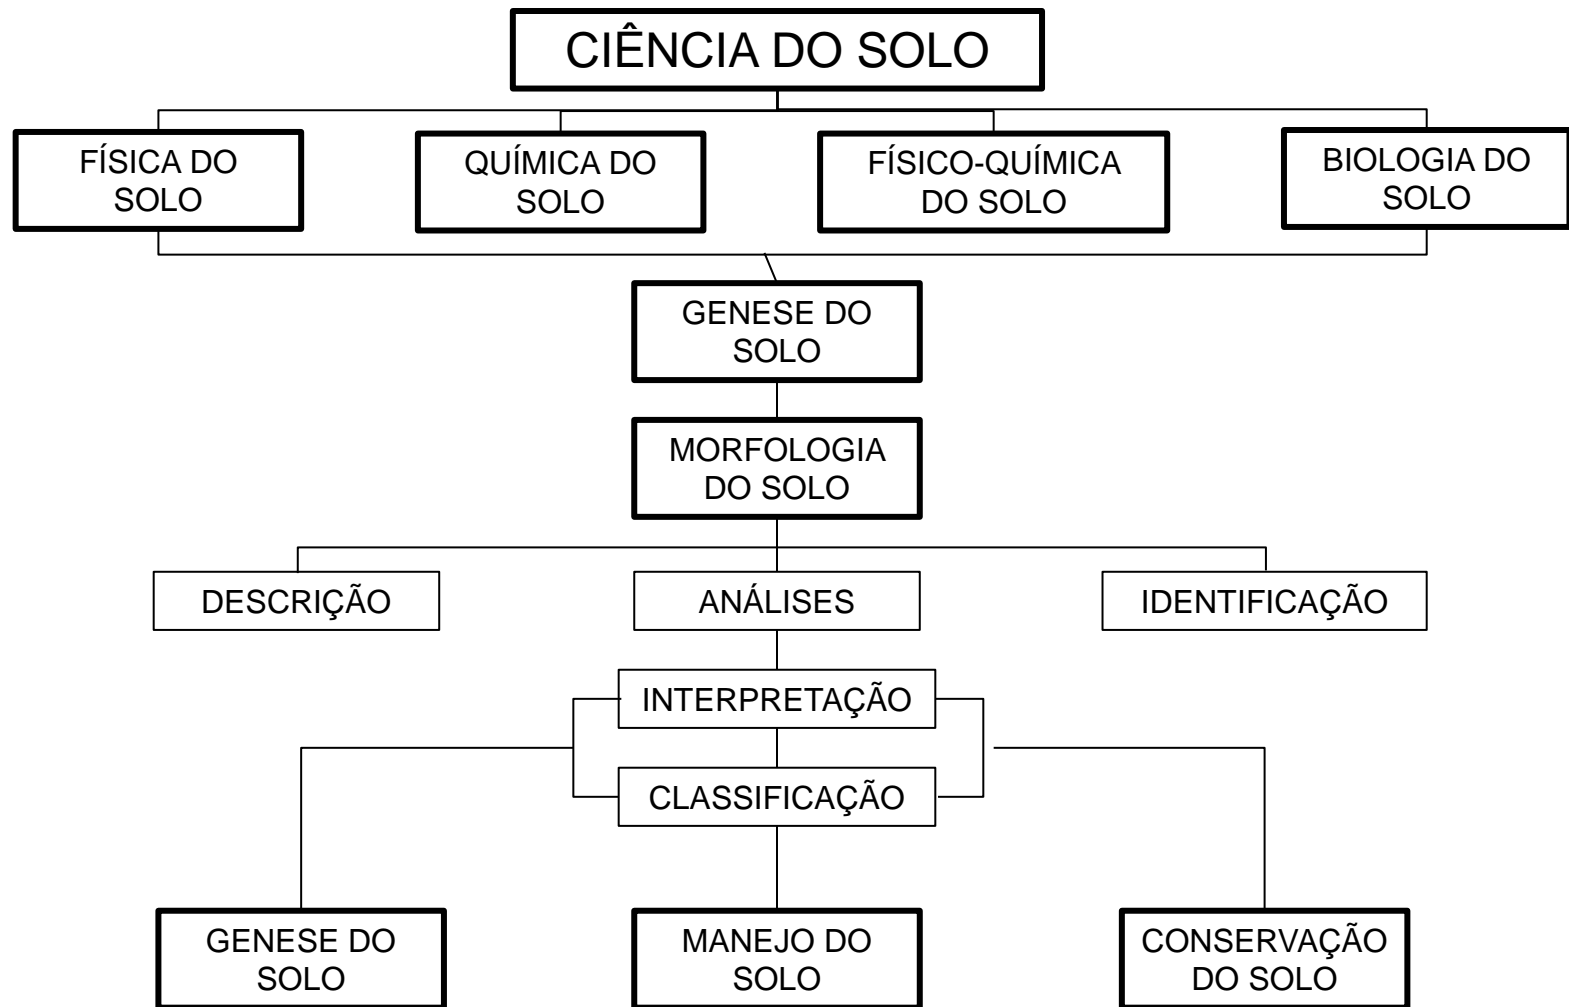 CIÊNCIA DO SOLO
FÍSICA DO
SOLO
QUÍMICA DO
SOLO
FÍSICO-QUÍMICA
DO SOLO
BIOLOGIA DO
SOLO
GENESE DO
SOLO
MORFOLOGIA
DO SOLO
DESCRIÇÃO
ANÁLISES
IDENTIFICAÇÃO
INTERPRETAÇÃO
CLASSIFICAÇÃO
GENESE DO
SOLO
MANEJO DO
SOLO
CONSERVAÇÃO
DO SOLO